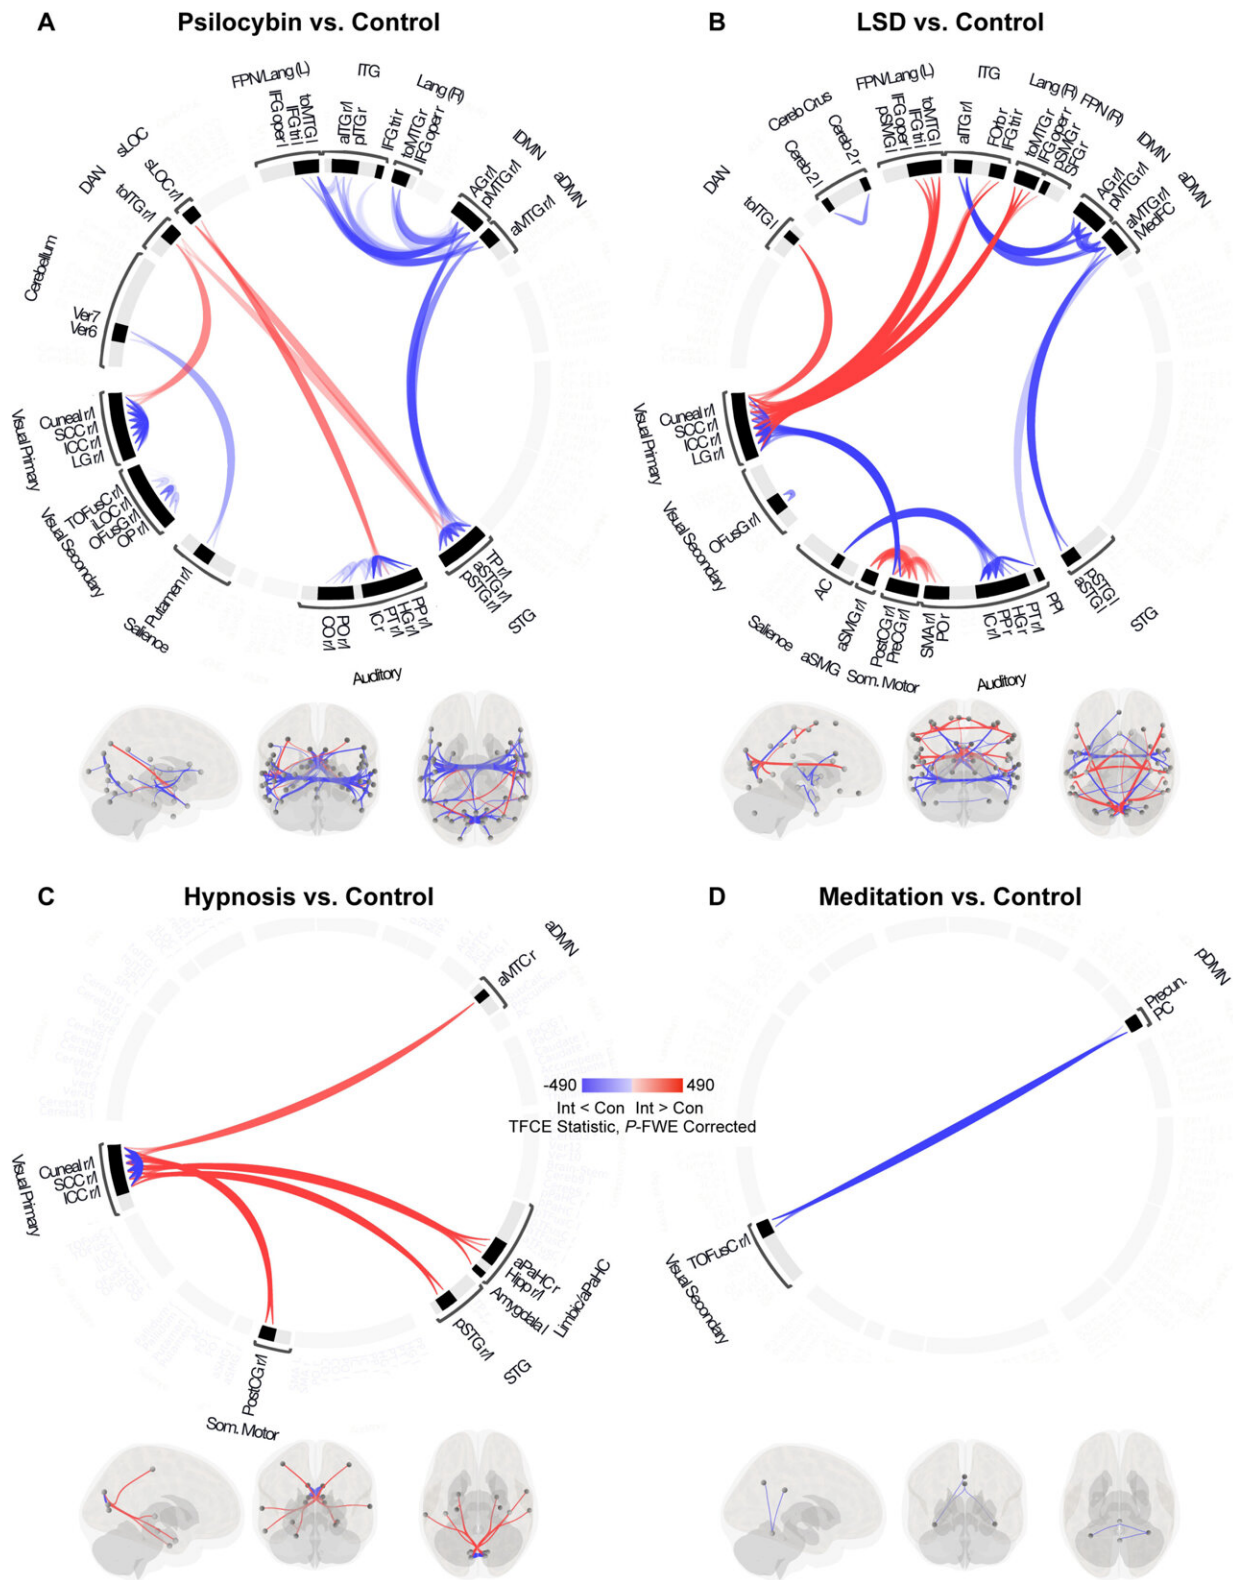 A Psilocybin vs. Control
FPN/Lang (L)
ITG
Lang (R)
lDMN
aDMN
sLOC
DAN
Cerebellum
IFG oper l
IFG tri l
toMTG l
aITG r/l
pITG r
IFG tri r
toMTG r
IFG oper r
AG r/l
pMTG r/l
aMTG r/l
sLOC r/l
toITG r/l
Ver7
Ver6
Cuneal r/l
SCC r/l
ICC r/l
LG r/l
Visual Primary
TOFusC r/l
iLOC r/l
OFusG r/l
OP r/l
Visual Secondary
Putamen r/l
Salience
CO r/l
PO r/l
IC r
PT r/l
HG r/l
PP r/l
Auditory
pSTG r/l
aSTG r/l
TP r/l
STG
B LSD vs. Control
Cereb Crus
FPN/Lang (L)
ITG
Lang (R)
FPN (R)
lDMN
aDMN
DAN
Cereb 2 l
Cereb 2 r
pSMG l
IFG oper l
IFG tri l
toMTG l
aITG r/l
FOrb r
IFG tri r
toMTG r
IFG oper r
pSMG r
SFG r
AG r/l
pMTG r/l
aMTG r/l
MedFC
toITG l
Cuneal r/l
SCC r/l
ICC r/l
LG r/l
Visual Primary
OFusG r/l
Visual Secondary
AC
Salience
aSMG r/l
aSMG
PostCG r/l
PreCG r/l
Som. Motor
SMA r/l
PO r
IC r/l
PP r
HG r
PT r/l
PP l
Auditory
aSTG l
pSTG l
STG
C Hypnosis vs. Control
aDMN
aMTC r
Cuneal r/l
SCC r/l
ICC r/l
Visual Primary
aPaHC r
Hipp r/l
Amygdala l
Limbic/aPaHC
pSTG r/l
STG
PostCG r/l
Som. Motor
-490 490
Int < Con Int > Con
TFCE Statistic, P-FWE Corrected
D Meditation vs. Control
pDMN
Precun.
PC
TOFusC r/l
Visual Secondary